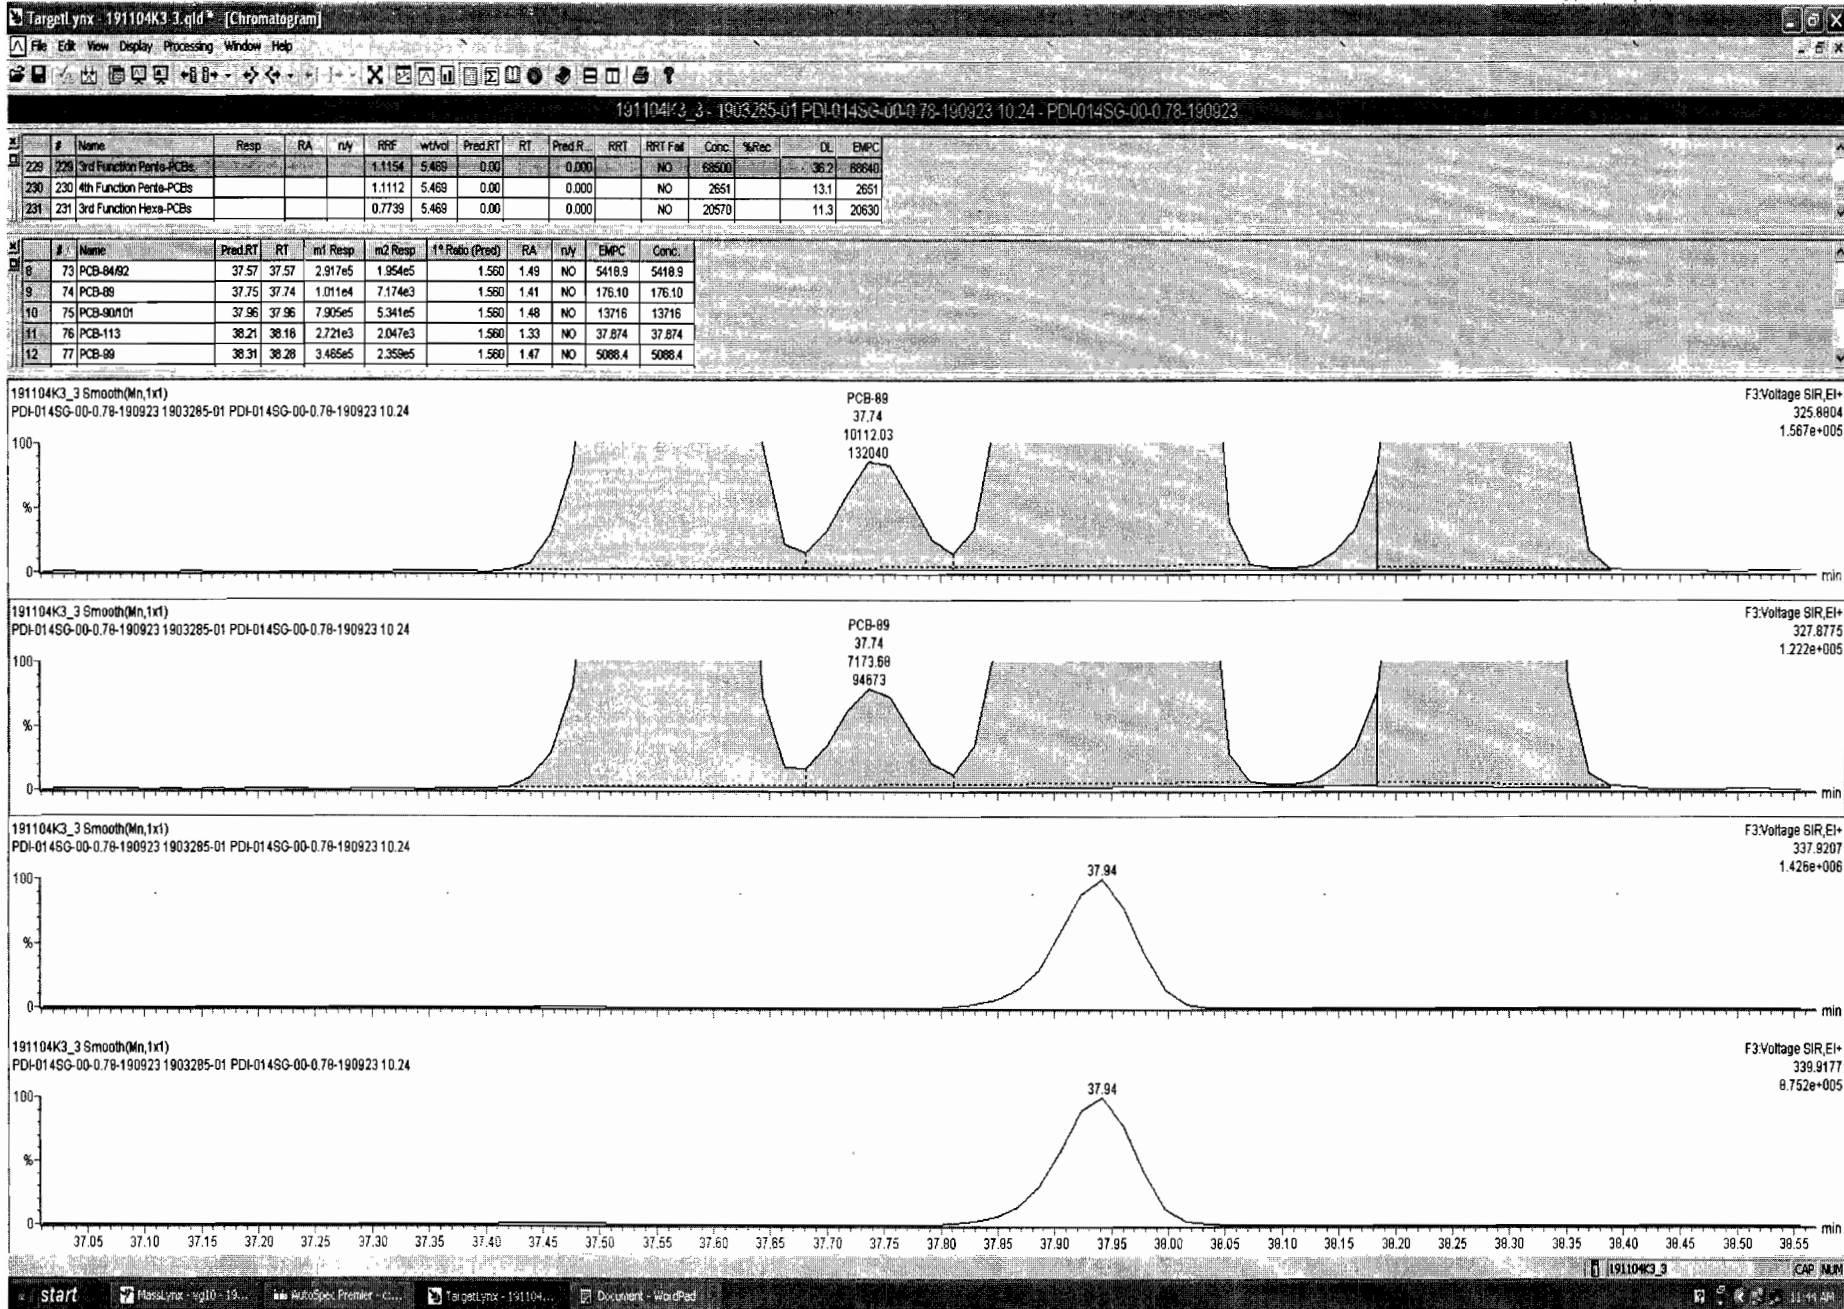 TargetLynx - 191104K3-3.qld * [Chromatogram]
File Edit View Display Processing Window Help
191104K3_3 - 1903285-01 PDI-014SG-00-0.78-190923 10.24 - PDI-014SG-00-0.78-190923
# Name Resp RA n/y RRF wt/vol Pred.RT RT Pred.R... RRT RRT Fail Conc. %Rec DL EMPC
229 229 3rd Function Penta-PCBs 1.1154 5.469 0.00 0.000 NO 68500 36.2 68640
230 230 4th Function Penta-PCBs 1.1112 5.469 0.00 0.000 NO 2651 13.1 2651
231 231 3rd Function Hexa-PCBs 0.7739 5.469 0.00 0.000 NO 20570 11.3 20630
# Name Pred.RT RT m1 Resp m2 Resp 1° Ratio (Pred) RA n/y EMPC Conc.
8 73 PCB-84/92 37.57 37.57 2.917e5 1.954e5 1.560 1.49 NO 5418.9 5418.9
9 74 PCB-89 37.75 37.74 1.011e4 7.174e3 1.560 1.41 NO 176.10 176.10
10 75 PCB-90/101 37.96 37.96 7.905e5 5.341e5 1.560 1.48 NO 13716 13716
11 76 PCB-113 38.21 38.18 2.721e3 2.047e3 1.560 1.33 NO 37.874 37.874
12 77 PCB-99 38.31 38.28 3.465e5 2.359e5 1.560 1.47 NO 5088.4 5088.4
191104K3_3 Smooth(Mn,1x1)
PDI-014SG-00-0.78-190923 1903285-01 PDI-014SG-00-0.78-190923 10.24
PCB-89
37.74
10112.03
132040
F3:Voltage SIR,EI+
325.8804
1.567e+005
100
%
0
min
191104K3_3 Smooth(Mn,1x1)
PDI-014SG-00-0.78-190923 1903285-01 PDI-014SG-00-0.78-190923 10.24
PCB-89
37.74
7173.68
94673
F3:Voltage SIR,EI+
327.8775
1.222e+005
100
%
0
min
191104K3_3 Smooth(Mn,1x1)
PDI-014SG-00-0.78-190923 1903285-01 PDI-014SG-00-0.78-190923 10.24
37.94
F3:Voltage SIR,EI+
337.9207
1.426e+006
100
%
0
min
191104K3_3 Smooth(Mn,1x1)
PDI-014SG-00-0.78-190923 1903285-01 PDI-014SG-00-0.78-190923 10.24
37.94
F3:Voltage SIR,EI+
339.9177
8.752e+005
100
%
0
min
37.05 37.10 37.15 37.20 37.25 37.30 37.35 37.40 37.45 37.50 37.55 37.60 37.65 37.70 37.75 37.80 37.85 37.90 37.95 38.00 38.05 38.10 38.15 38.20 38.25 38.30 38.35 38.40 38.45 38.50 38.55
191104K3_3 CAP NUM
start MassLynx - vg10 - 19... AutoSpec Premier - c:... TargetLynx - 191104... Document - WordPad 11:44 AM